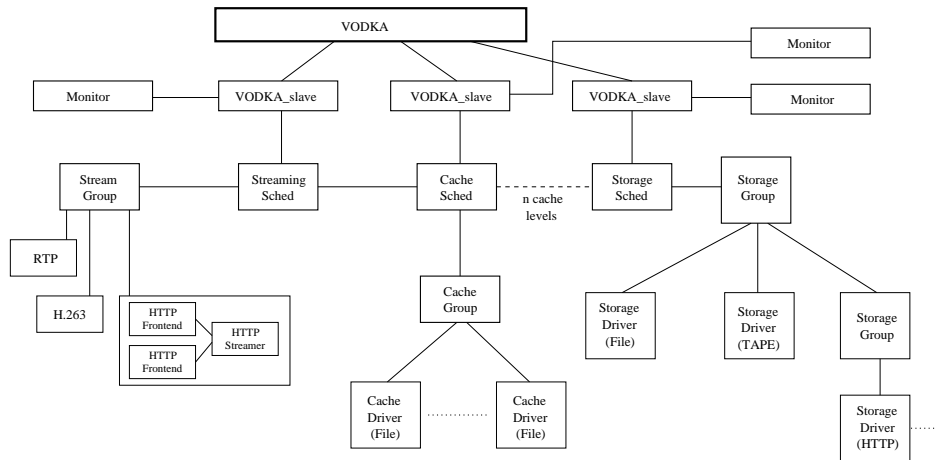 VODKA
Monitor
Monitor
VODKA_slave
VODKA_slave
VODKA_slave
Monitor
Stream
Group
Streaming
Sched
Cache
Sched
n cache
levels
Storage
Sched
Storage
Group
RTP
H.263
HTTP
Frontend
HTTP
Frontend
HTTP
Streamer
Cache
Group
Storage
Driver
(File)
Storage
Driver
(TAPE)
Storage
Group
Cache
Driver
(File)
Cache
Driver
(File)
Storage
Driver
(HTTP)